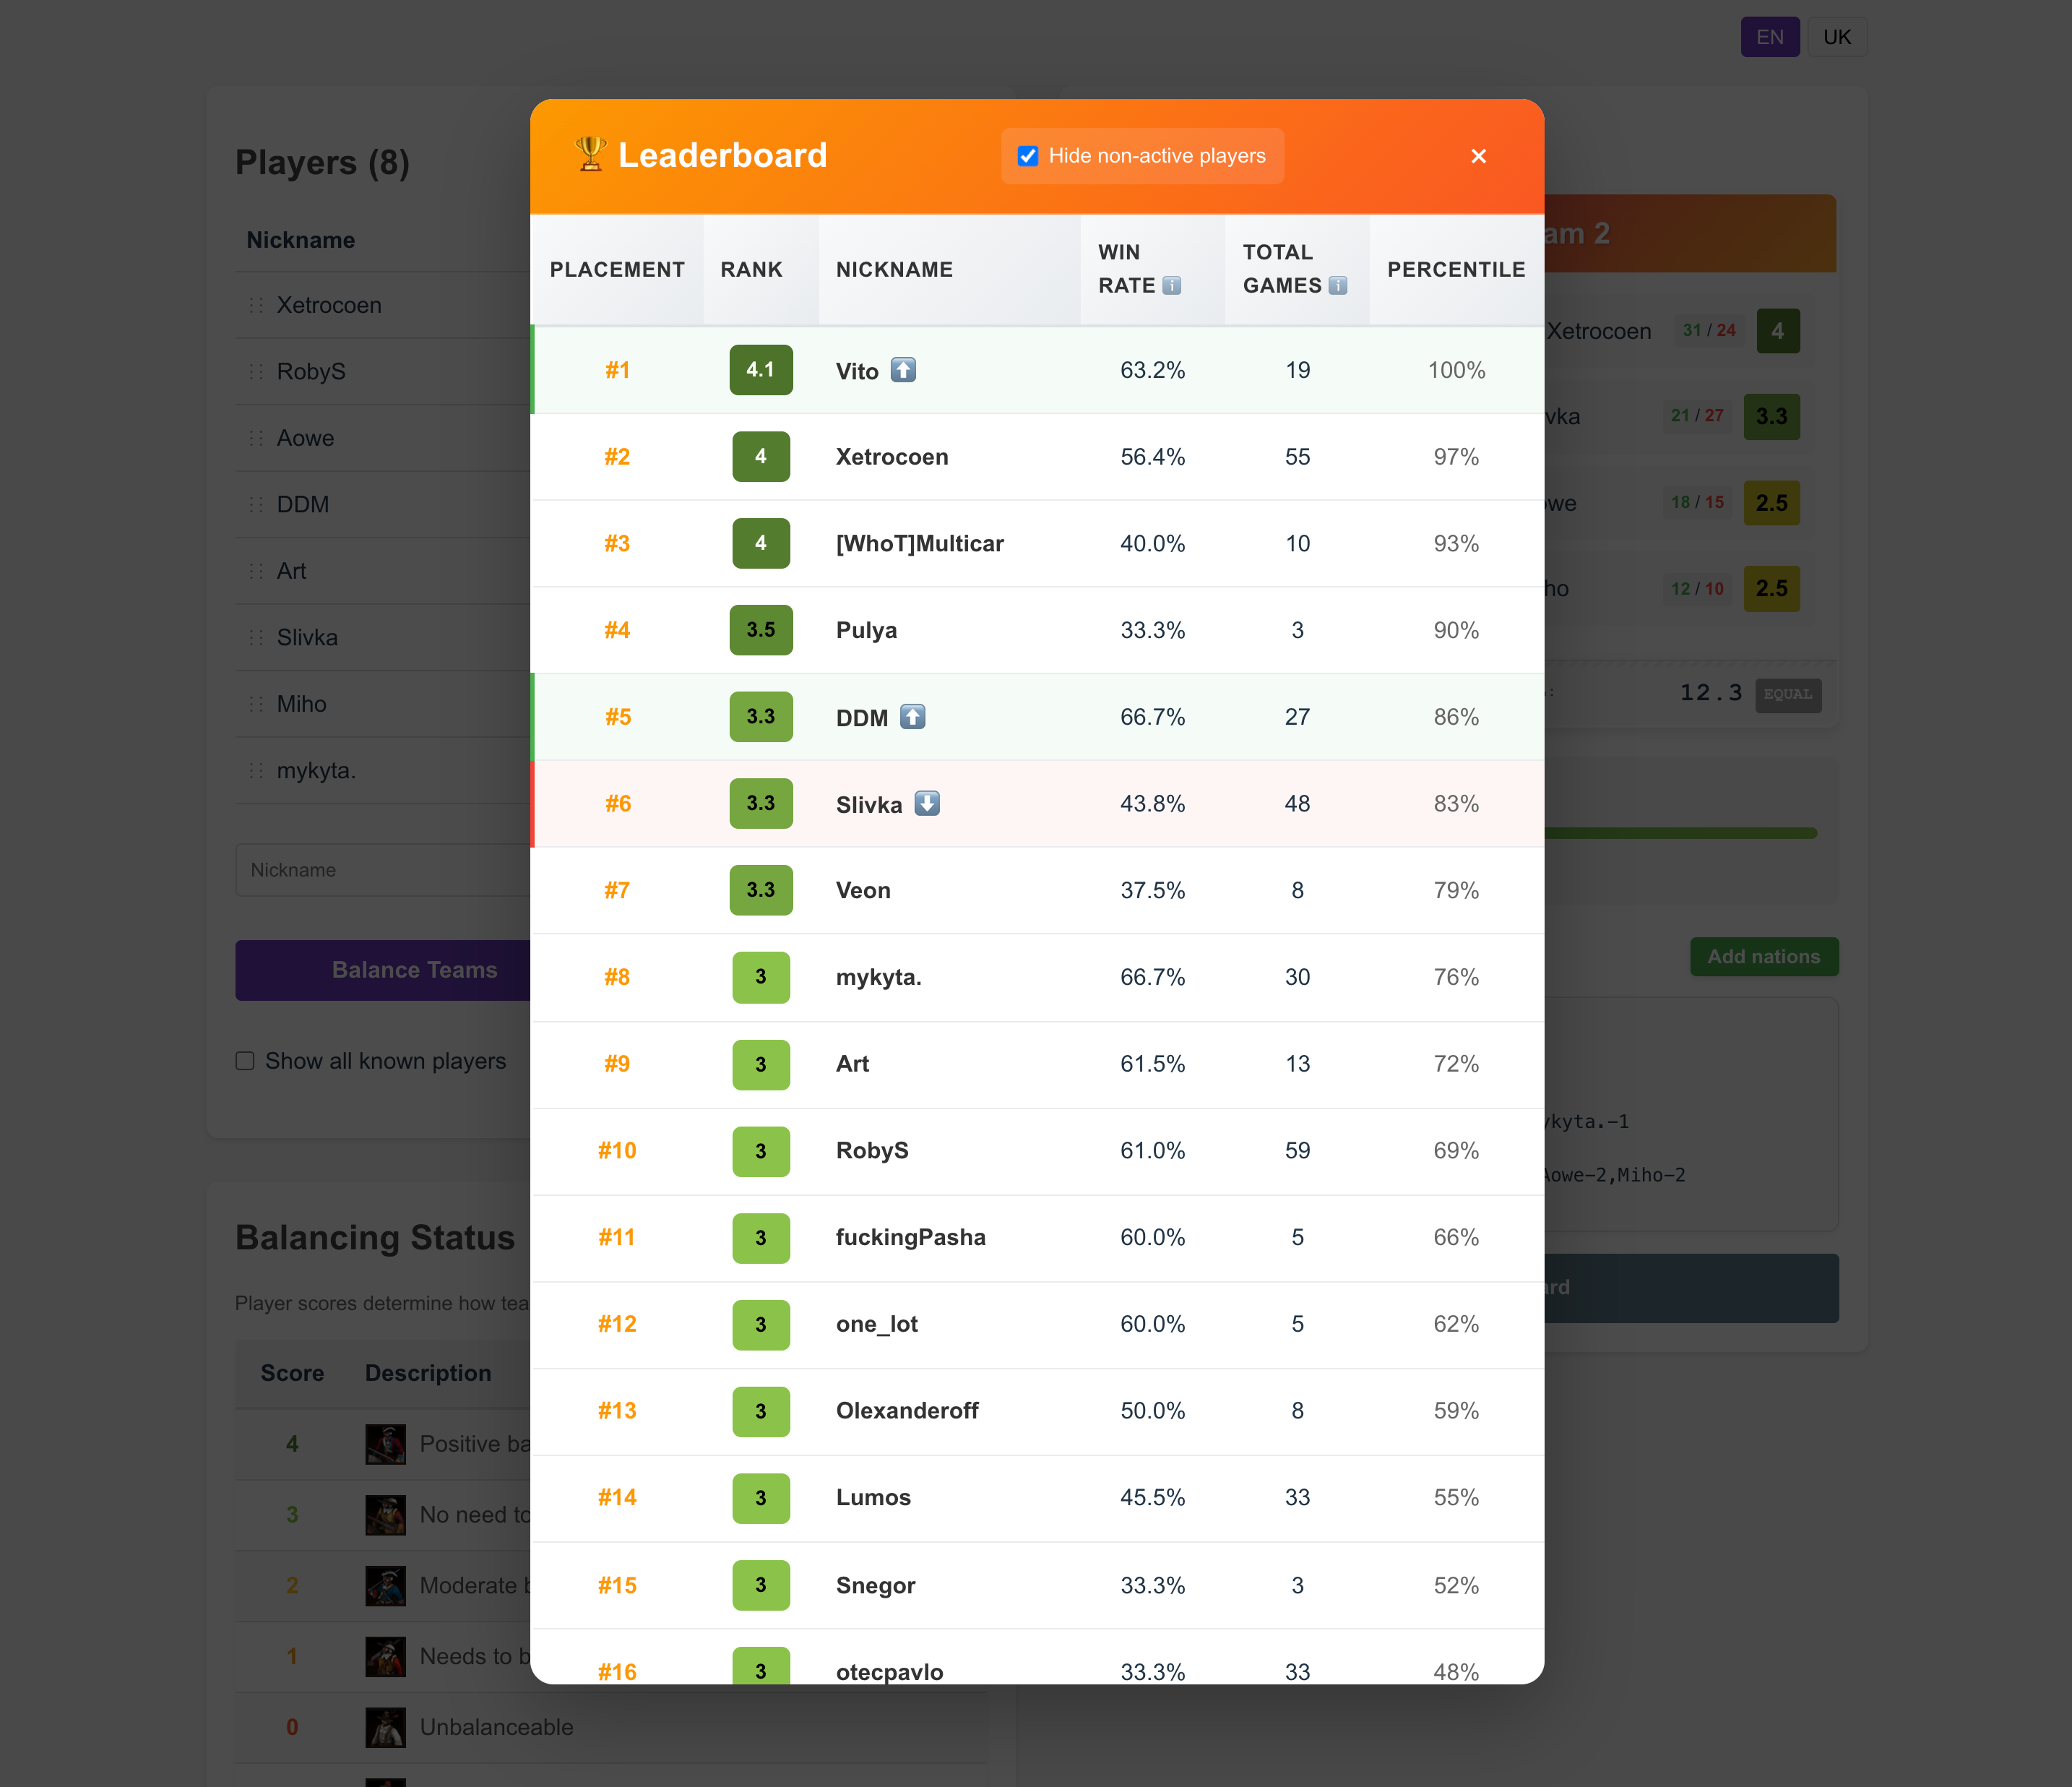 EN UK
Players (8)
Nickname
Xetrocoen
RobyS
Aowe
DDM
Art
Slivka
Miho
mykyta.
Nickname
Balance Teams
Show all known players
Balancing Status
Player scores determine how
Score Description
4 Positive
3 No need
2 Moderate
1 Needs to
0 Unbalanceable
🏆 Leaderboard
Hide non-active players
×
PLACEMENT RANK NICKNAME WIN RATE TOTAL GAMES PERCENTILE
#1 4.1 Vito ⬆️ 63.2% 19 100%
#2 4 Xetrocoen 56.4% 55 97%
#3 4 [WhoT]Multicar 40.0% 10 93%
#4 3.5 Pulya 33.3% 3 90%
#5 3.3 DDM ⬆️ 66.7% 27 86%
#6 3.3 Slivka ⬇️ 43.8% 48 83%
#7 3.3 Veon 37.5% 8 79%
#8 3 mykyta. 66.7% 30 76%
#9 3 Art 61.5% 13 72%
#10 3 RobyS 61.0% 59 69%
#11 3 fuckingPasha 60.0% 5 66%
#12 3 one_lot 60.0% 5 62%
#13 3 Olexanderoff 50.0% 8 59%
#14 3 Lumos 45.5% 33 55%
#15 3 Snegor 33.3% 3 52%
#16 3 otecpavlo 33.3% 33 48%
2
Xetrocoen 31 / 24 4
21 / 27 3.3
18 / 15 2.5
12 / 10 2.5
12.3 EQUAL
Add nations
kyta.-1
Aowe-2,Miho-2